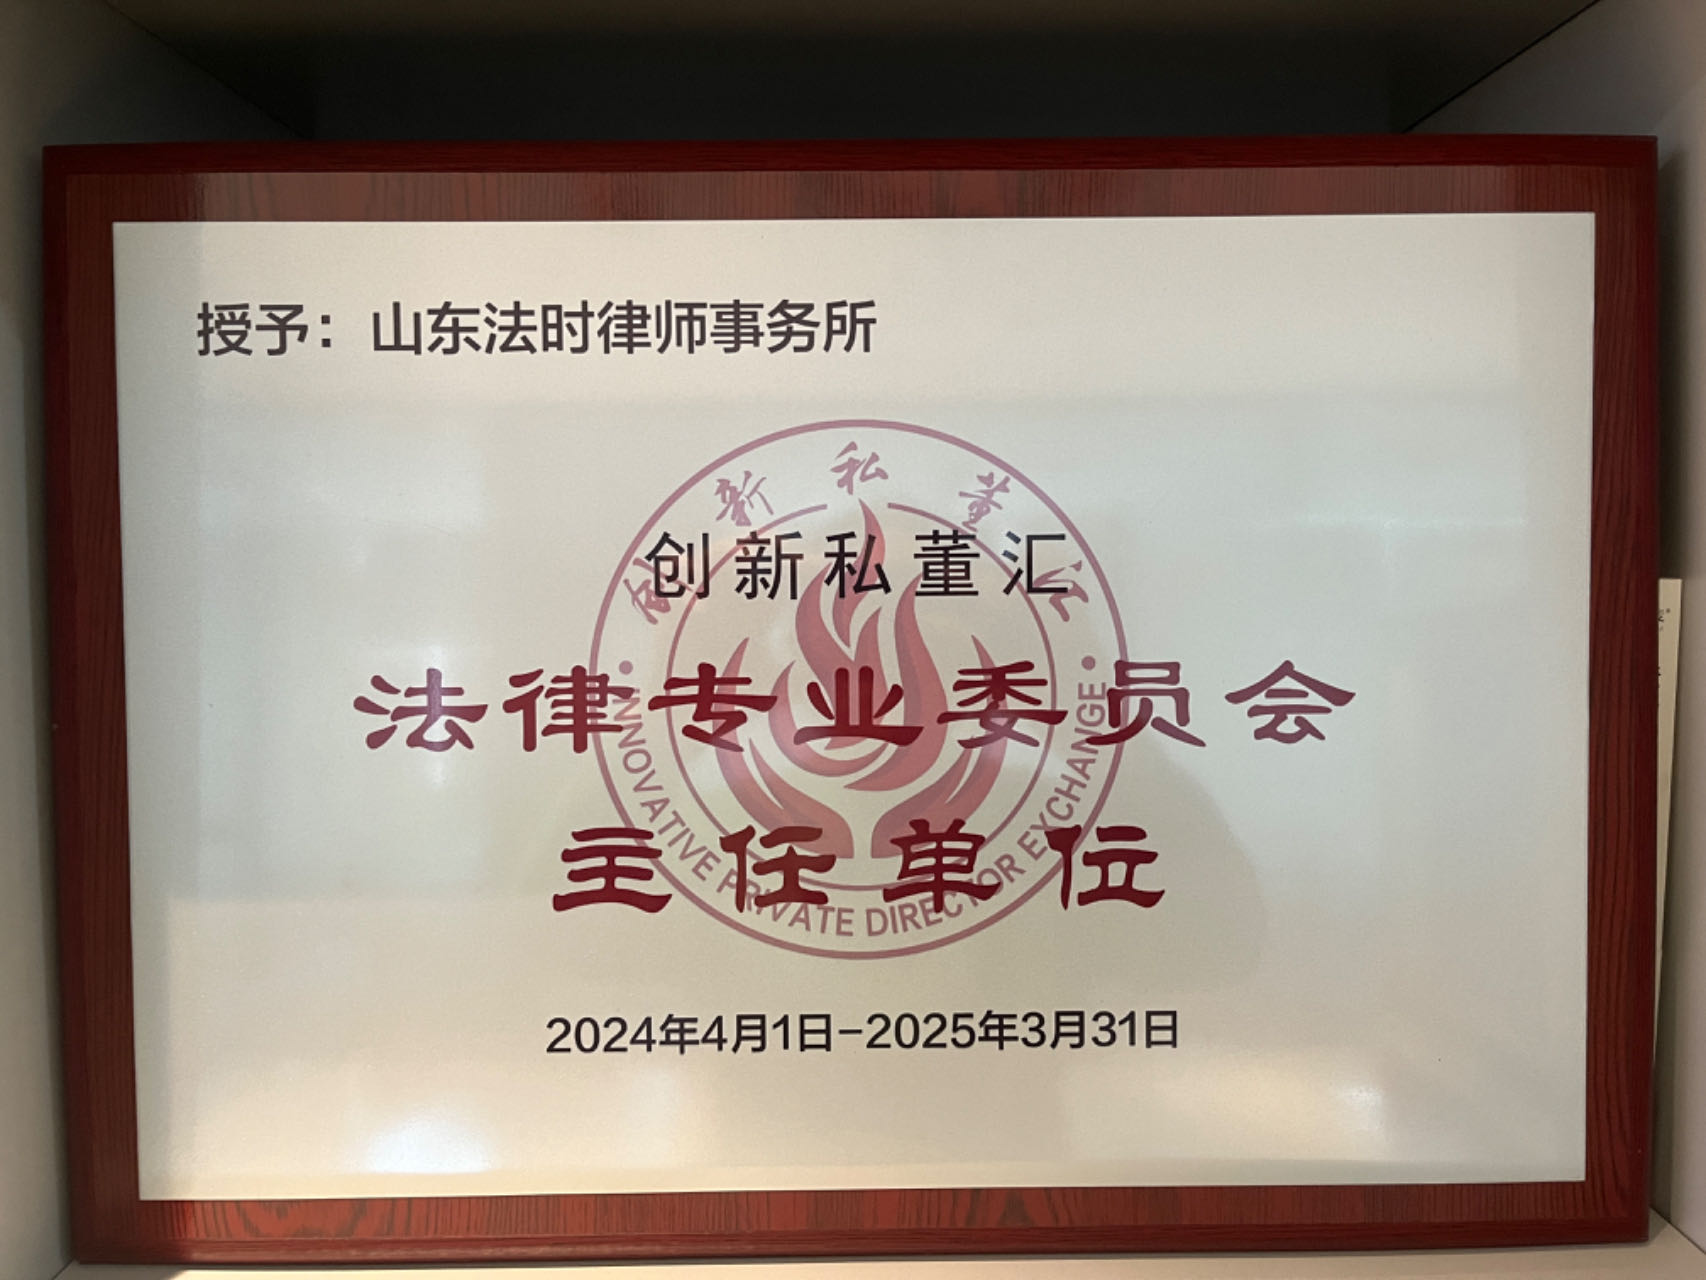 授予：山东法时律师事务所
创新私董汇
创新私董汇
法律专业委员会
主任单位
INNOVATIVE PRIVATE DIRECTOR EXCHANGE
2024年4月1日-2025年3月31日